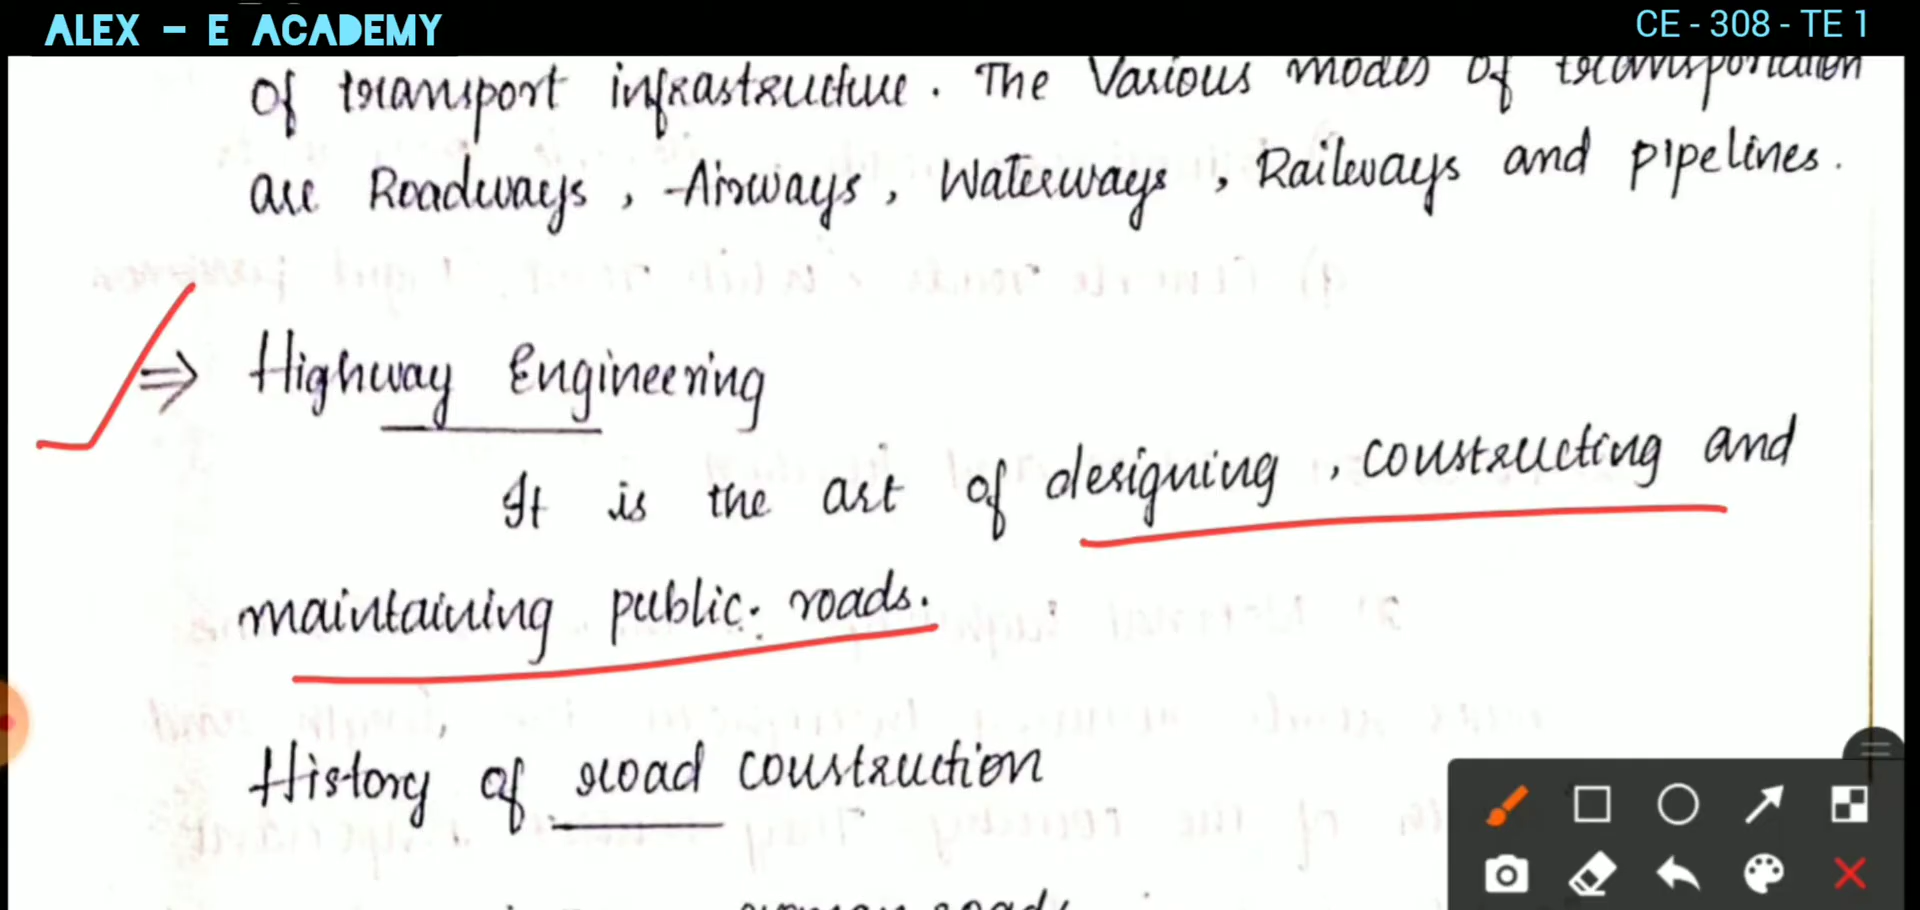 ALEX - E ACADEMY
CE - 308 - TE 1
of transport infrastructure. The Various modes of transportation
are Roadways, Airways, Waterways, Railways and pipelines.
⇒ Highway Engineering
It is the art of designing, constructing and
maintaining public roads.
History of road construction